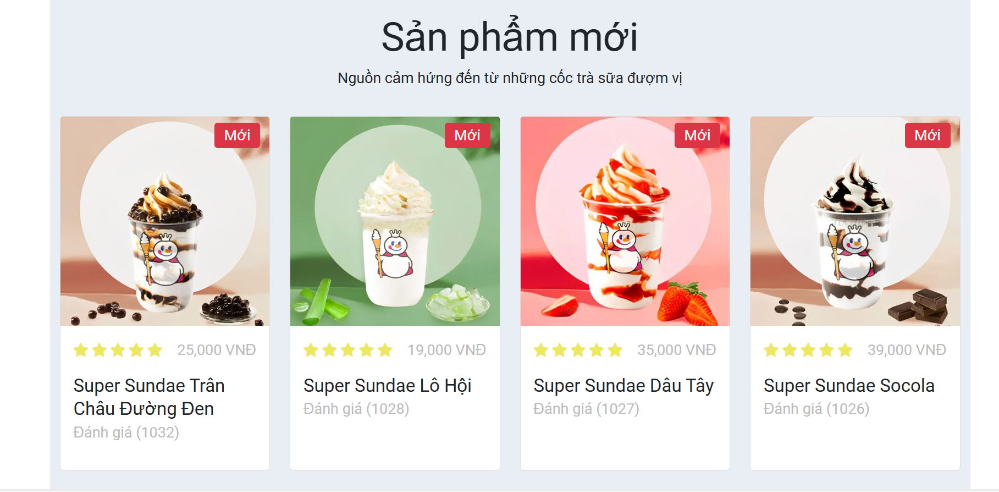 Sản phẩm mới
Nguồn cảm hứng đến từ những cốc trà sữa đượm vị
Mới
Mới
Mới
Mới
25,000 VNĐ
Super Sundae Trân
Châu Đường Đen
Đánh giá (1032)
19,000 VNĐ
Super Sundae Lô Hội
Đánh giá (1028)
35,000 VNĐ
Super Sundae Dâu Tây
Đánh giá (1027)
39,000 VNĐ
Super Sundae Socola
Đánh giá (1026)